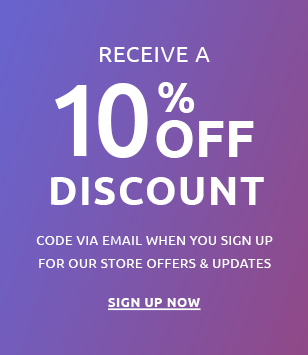 RECEIVE A
10% OFF
DISCOUNT
CODE VIA EMAIL WHEN YOU SIGN UP
FOR OUR STORE OFFERS & UPDATES
SIGN UP NOW